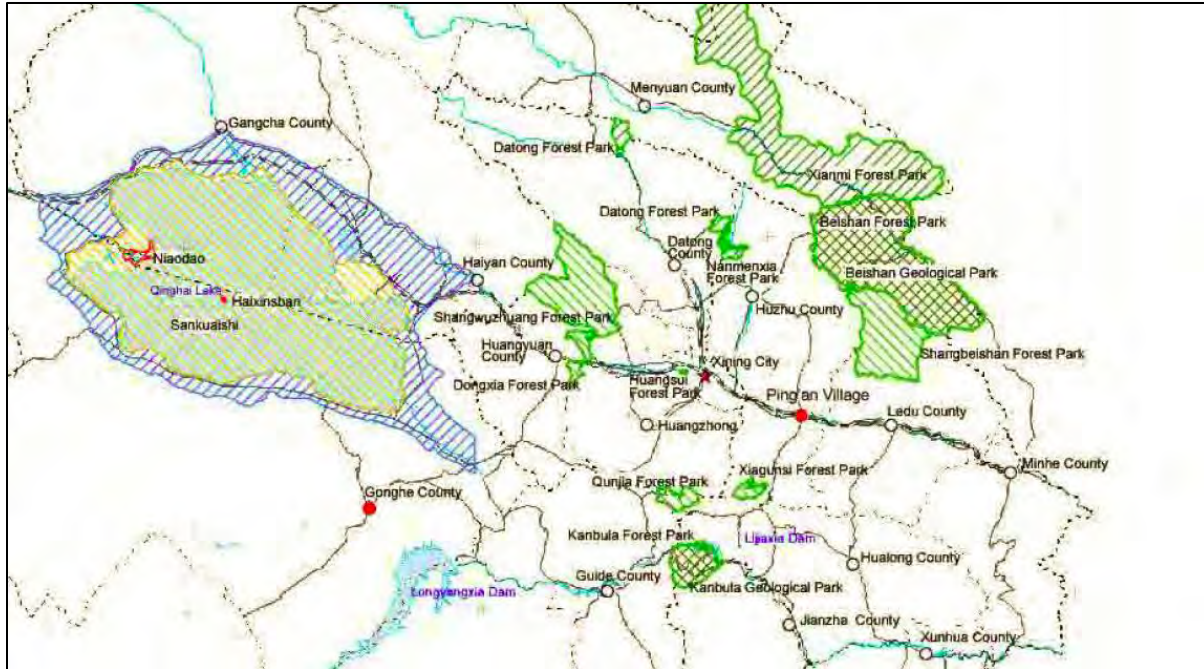 Menyuan County
Gangcha County
Datong Forest Park
Xianmi Forest Park
Datong Forest Park
Beishan Forest Park
Datong
County
Niaodao
Haiyan County
Nanmenxia
Forest Park
Beishan Geological Park
Qinghai Lake
Haixinshan
Huzhu County
Sankuaishi
Shangwuzhuang Forest Park
Huangyuan
County
Xining City
Shangbeishan Forest Park
Dongxia Forest Park
Huangsui
Forest Park
Ping'an Village
Ledu County
Huangzhong
Minhe County
Qunjia Forest Park
Xiagunsi Forest Park
Gonghe County
Kanbula Forest Park
Lijiaxia Dam
Hualong County
Guide County
Kanbula Geological Park
Longyangxia Dam
Jianzha County
Xunhua County